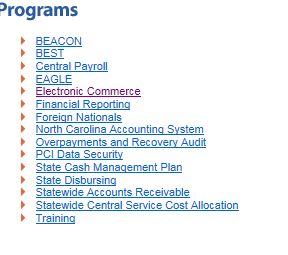 Programs
BEACON
BEST
Central Payroll
EAGLE
Electronic Commerce
Financial Reporting
Foreign Nationals
North Carolina Accounting System
Overpayments and Recovery Audit
PCI Data Security
State Cash Management Plan
State Disbursing
Statewide Accounts Receivable
Statewide Central Service Cost Allocation
Training